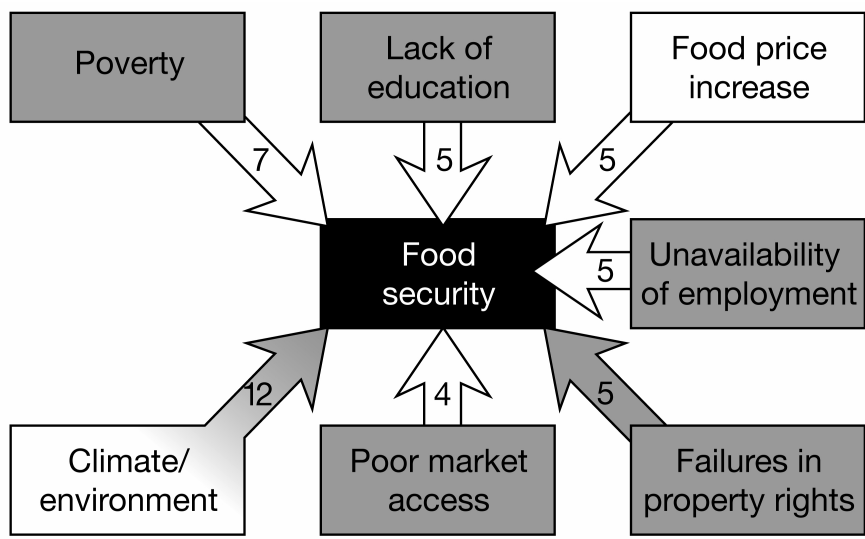 Poverty
Lack of
education
Food price
increase
7
5
5
Food
security
5
Unavailability
of employment
12
4
5
Climate/
environment
Poor market
access
Failures in
property rights